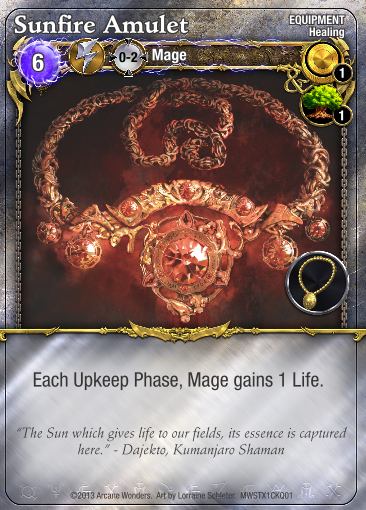 Sunfire Amulet
EQUIPMENT
Healing
6
0-2
Mage
1
&
1
Each Upkeep Phase, Mage gains 1 Life.
“The Sun which gives life to our fields, its essence is captured
here.” - Dajekto, Kumanjaro Shaman
©2013 Arcane Wonders. Art by Lorraine Schleter. MWSTX1CKQ01